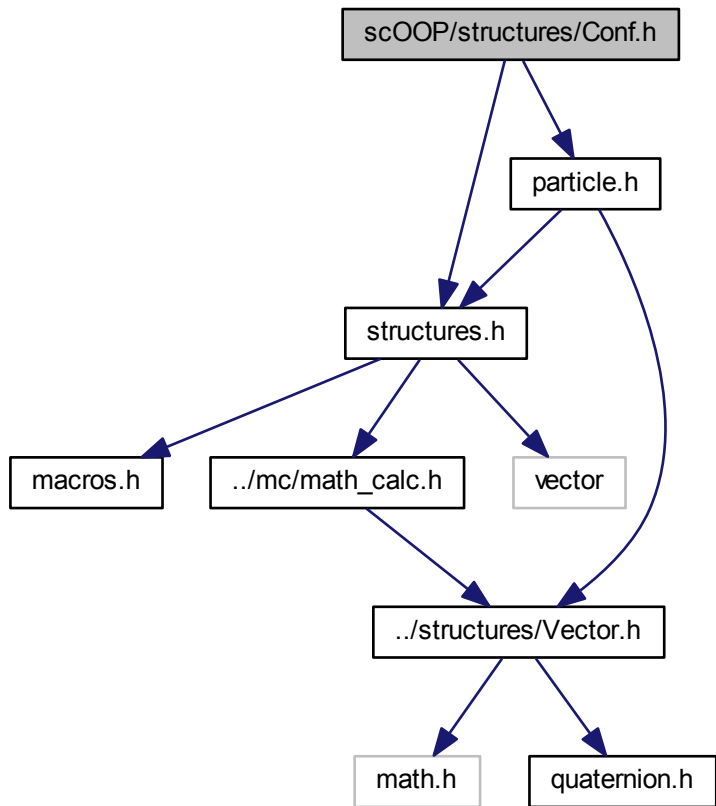 scOOP/structures/Conf.h
particle.h
structures.h
macros.h
../mc/math_calc.h
vector
../structures/Vector.h
math.h
quaternion.h